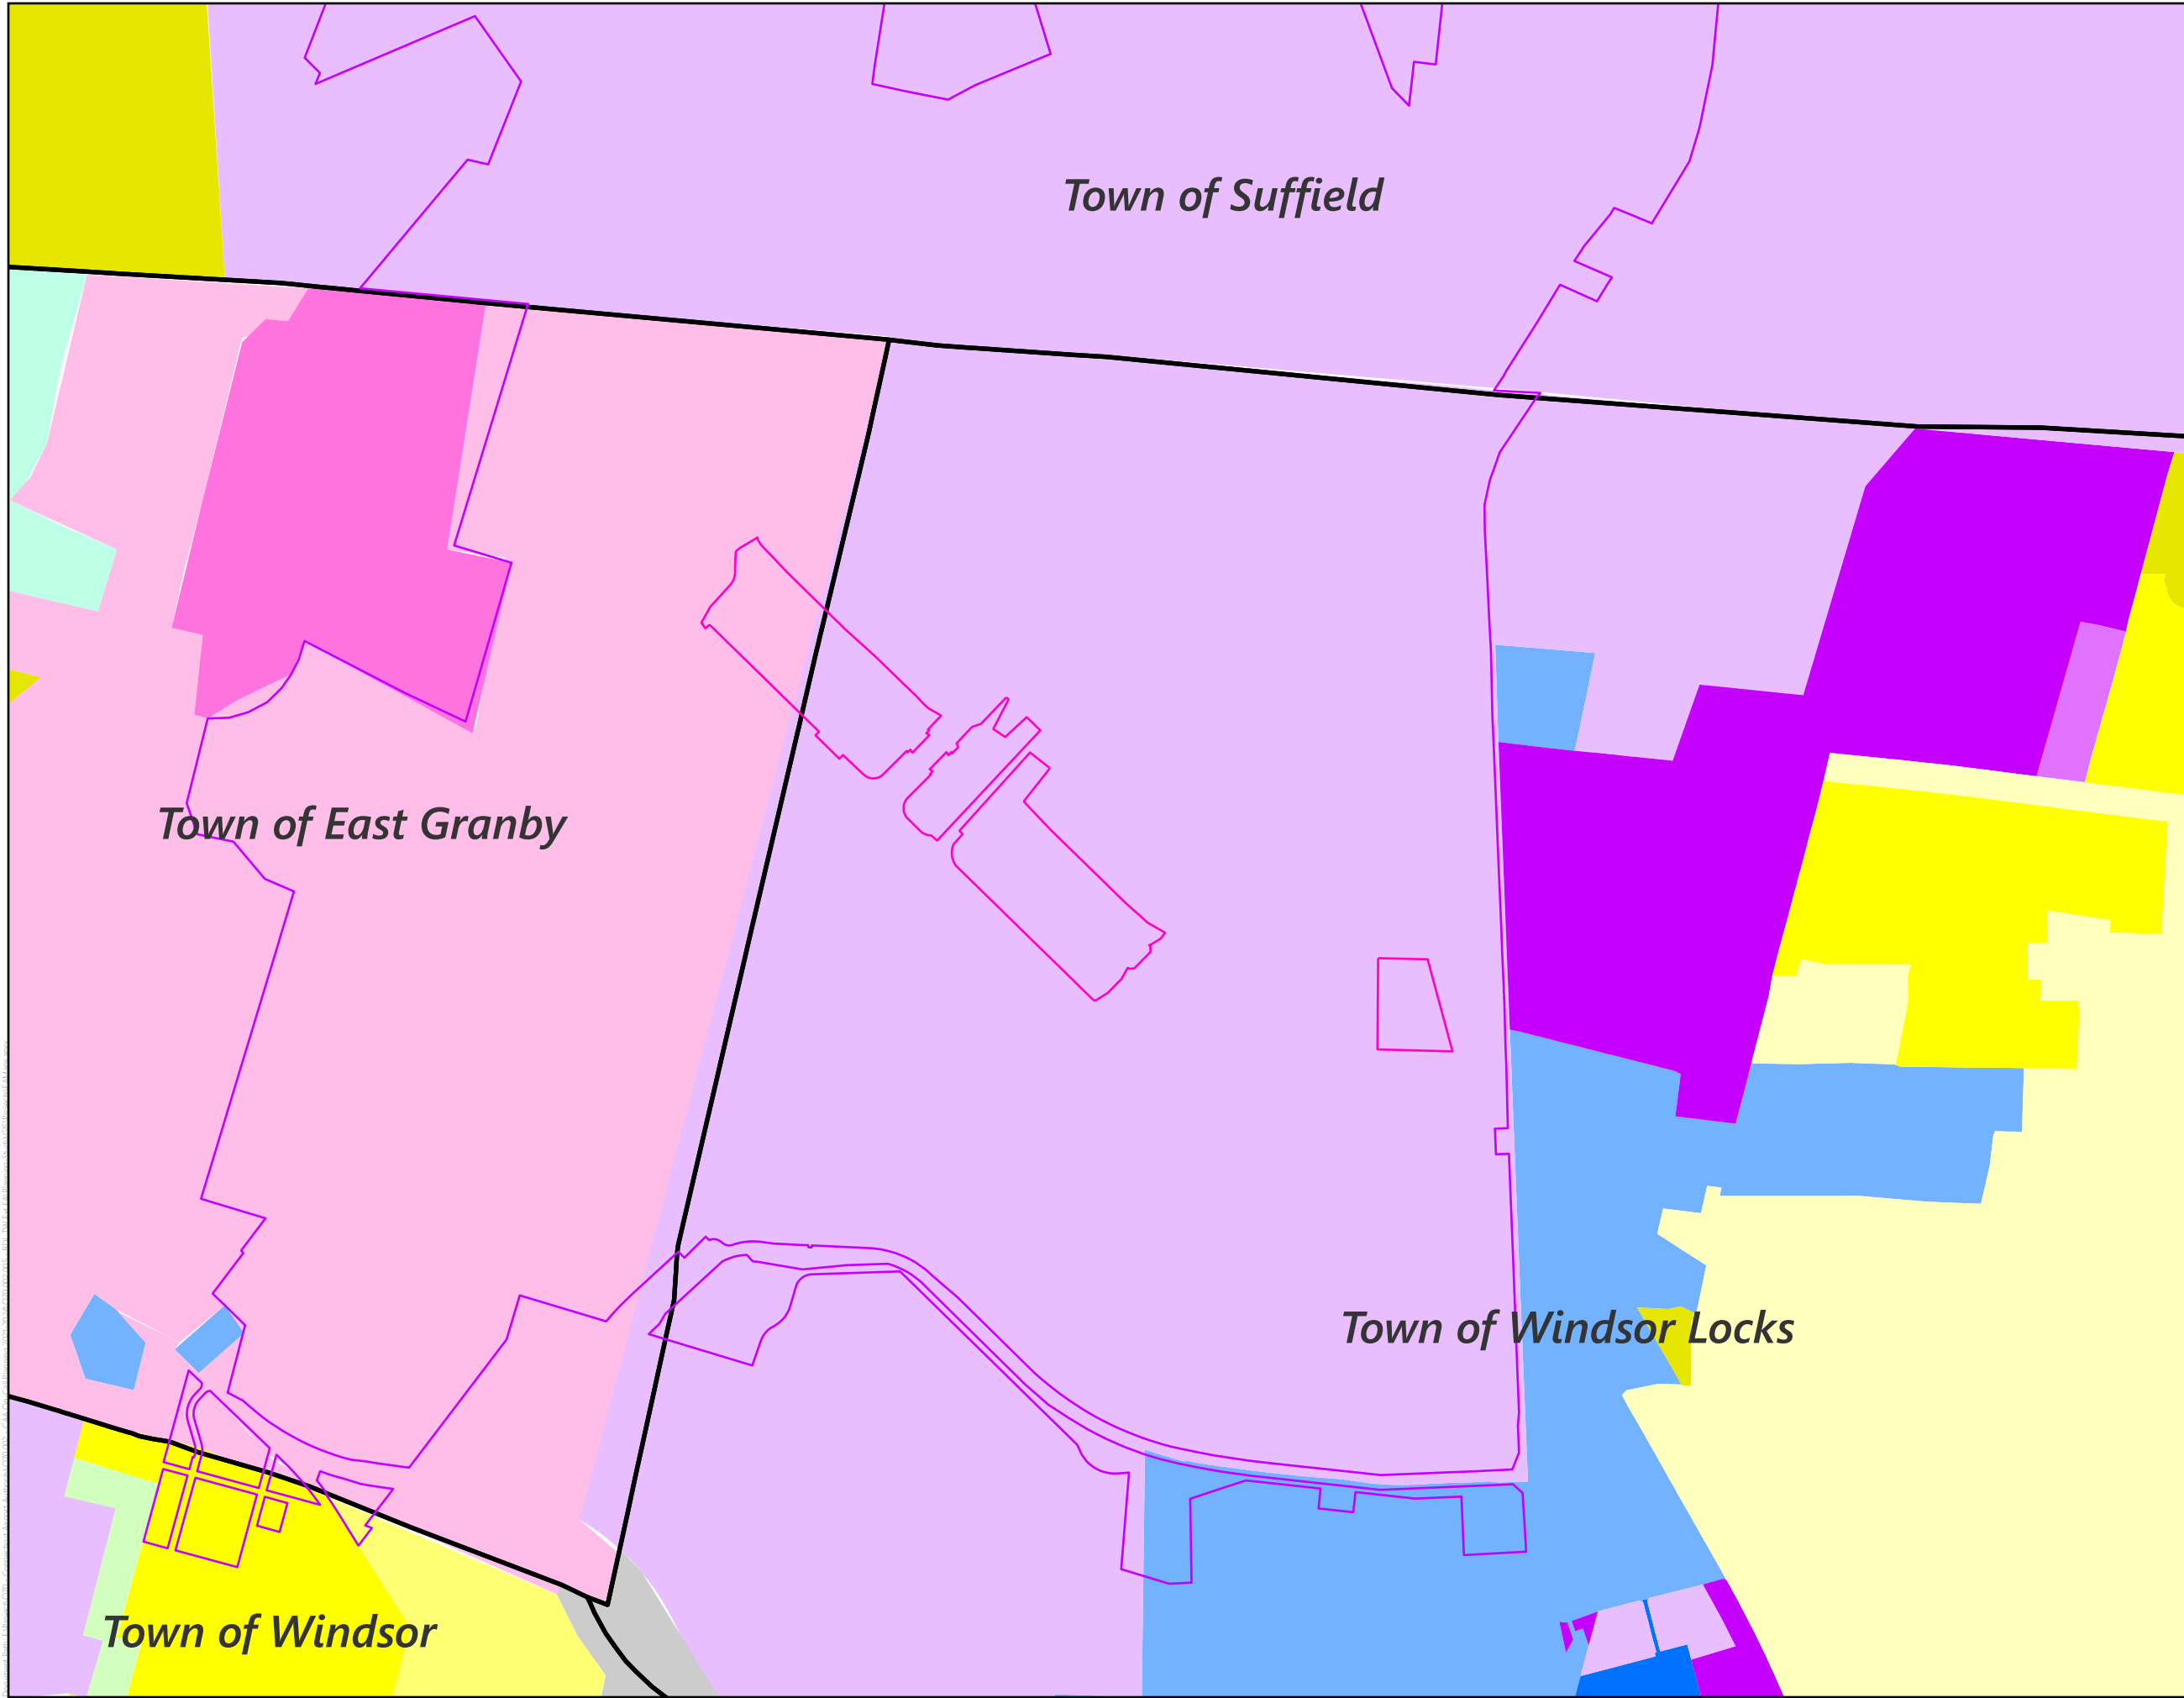 Town of Suffield
Town of East Granby
Town of Windsor Locks
Town of Windsor